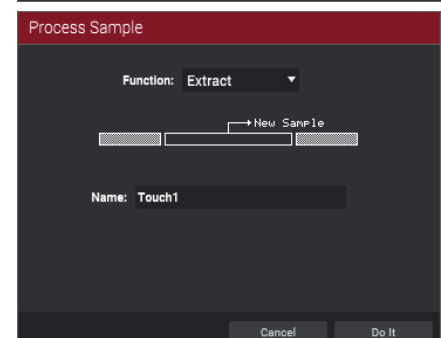 Process Sample
Function: Extract
New Sample
Name: Touch1
Cancel Do It